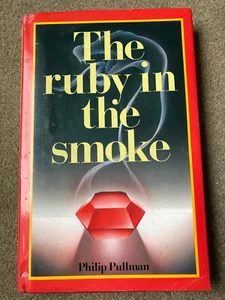 The
ruby in
the
smoke
Philip Pullman